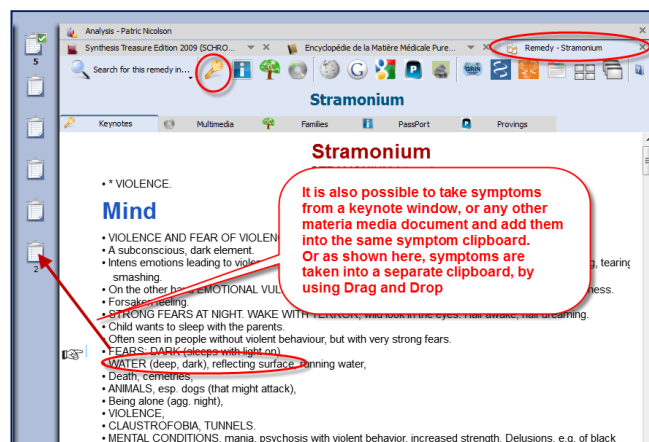 Analysis - Patric Nicolson
Synthesis Treasure Edition 2009 (SCHRO... Encyclopédie de la Matière Médicale Pure... Remedy - Stramonium
5
Search for this remedy in...
Stramonium
Keynotes Multimedia Families PassPort Provings
Stramonium
• * VIOLENCE.
It is also possible to take symptoms
from a keynote window, or any other
materia media document and add them
into the same symptom clipboard.
Or as shown here, symptoms are
taken into a separate clipboard, by
using Drag and Drop
Mind
• VIOLENCE AND FEAR OF VIOLEN
• A subconscious, dark element.
• Intens emotions leading to viole g, tearing
smashing.
• On the other hand EMOTIONAL VUL ness.
• Forsaken feeling.
• STRONG FEARS AT NIGHT. WAKE WITH TERROR, wild look in the eyes. Half awake, half dreaming.
• Child wants to sleep with the parents.
• Often seen in people without violent behaviour, but with very strong fears.
• FEARS: DARK (sleeps with light on)
• WATER (deep, dark), reflecting surface, running water,
• Death, cemetries,
• ANIMALS, esp. dogs (that might attack),
• Being alone (agg. night),
• VIOLENCE,
• CLAUSTROFOBIA, TUNNELS.
• MENTAL CONDITIONS, mania, psychosis with violent behavior, increased strength. Delusions, e.g. of black
2